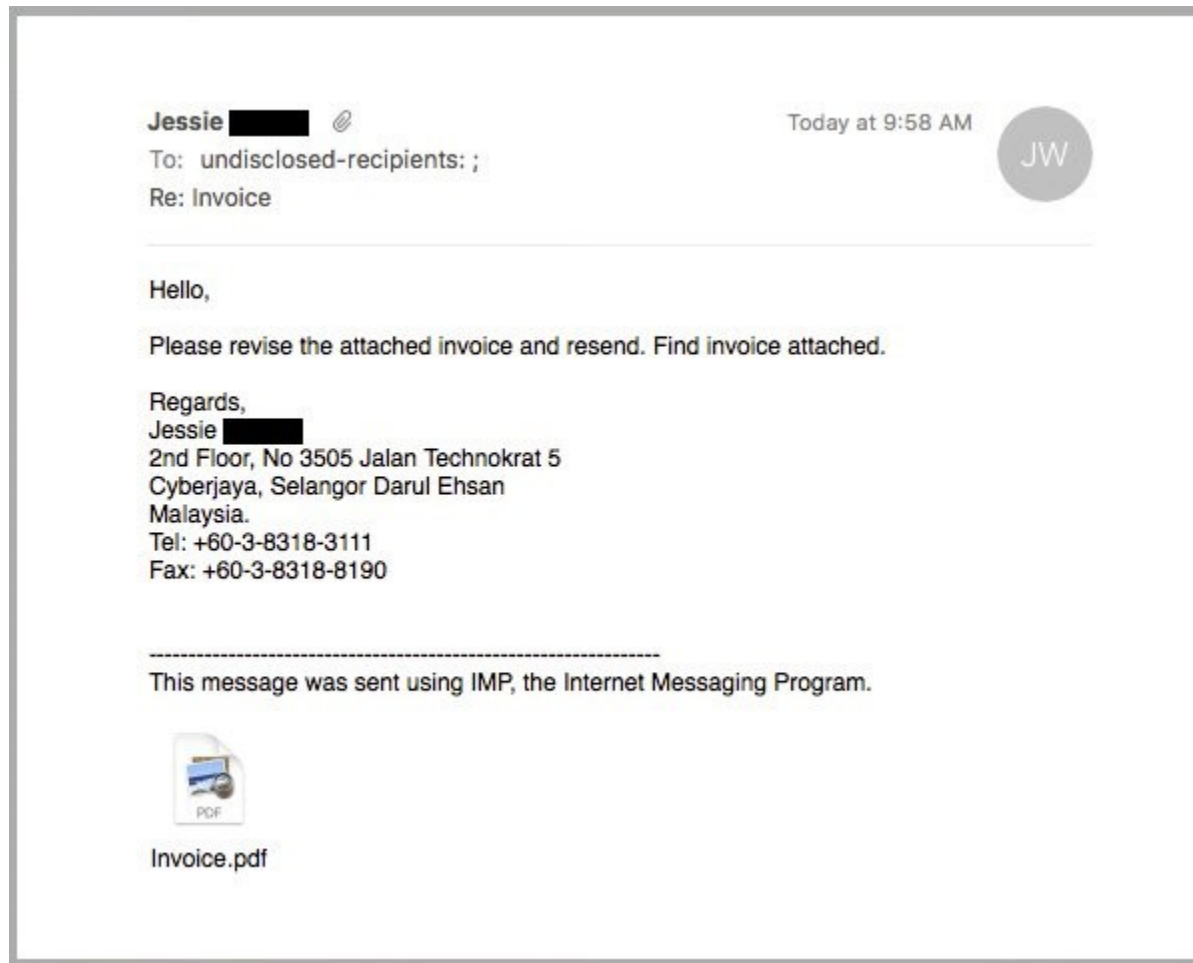 Jessie
Today at 9:58 AM
JW
To: undisclosed-recipients: ;
Re: Invoice
Hello,
Please revise the attached invoice and resend. Find invoice attached.
Regards,
Jessie
2nd Floor, No 3505 Jalan Technokrat 5
Cyberjaya, Selangor Darul Ehsan
Malaysia.
Tel: +60-3-8318-3111
Fax: +60-3-8318-8190
----------------------------------------------------------------
This message was sent using IMP, the Internet Messaging Program.
PDF
Invoice.pdf